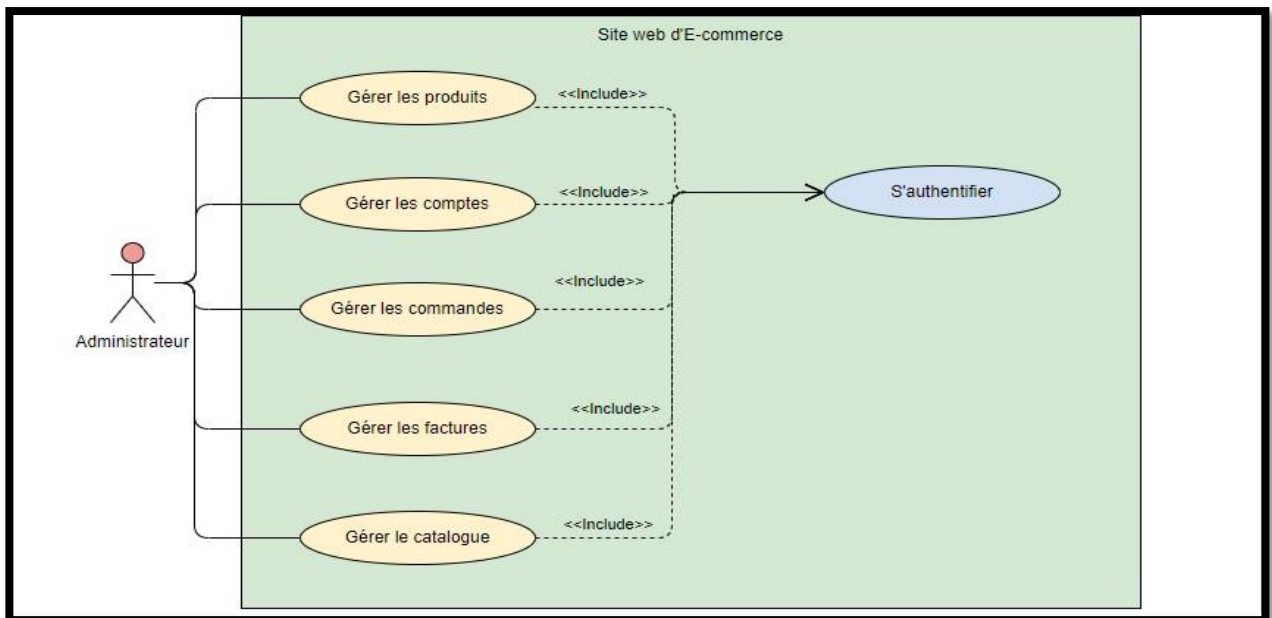 Site web d'E-commerce
Gérer les produits
<<Include>>
Gérer les comptes
<<Include>>
S'authentifier
Gérer les commandes
<<Include>>
Administrateur
Gérer les factures
<<Include>>
Gérer le catalogue
<<Include>>